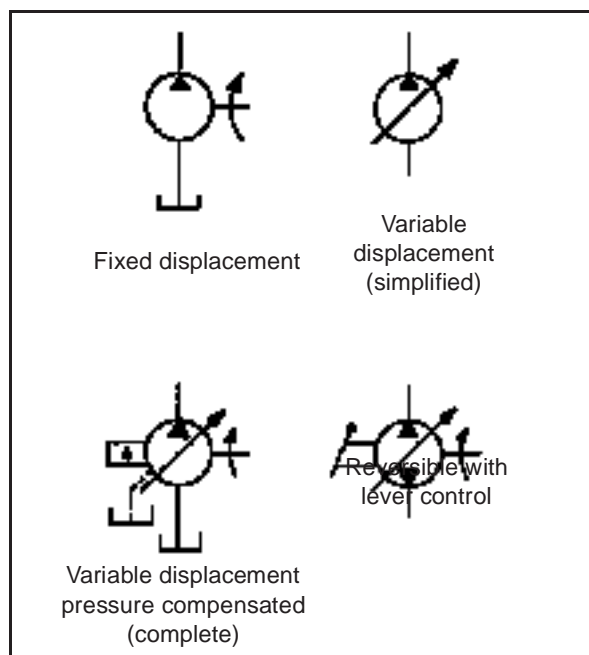 Fixed displacement
Variable
displacement
(simplified)
Variable displacement
pressure compensated
(complete)
Reversible with
lever control